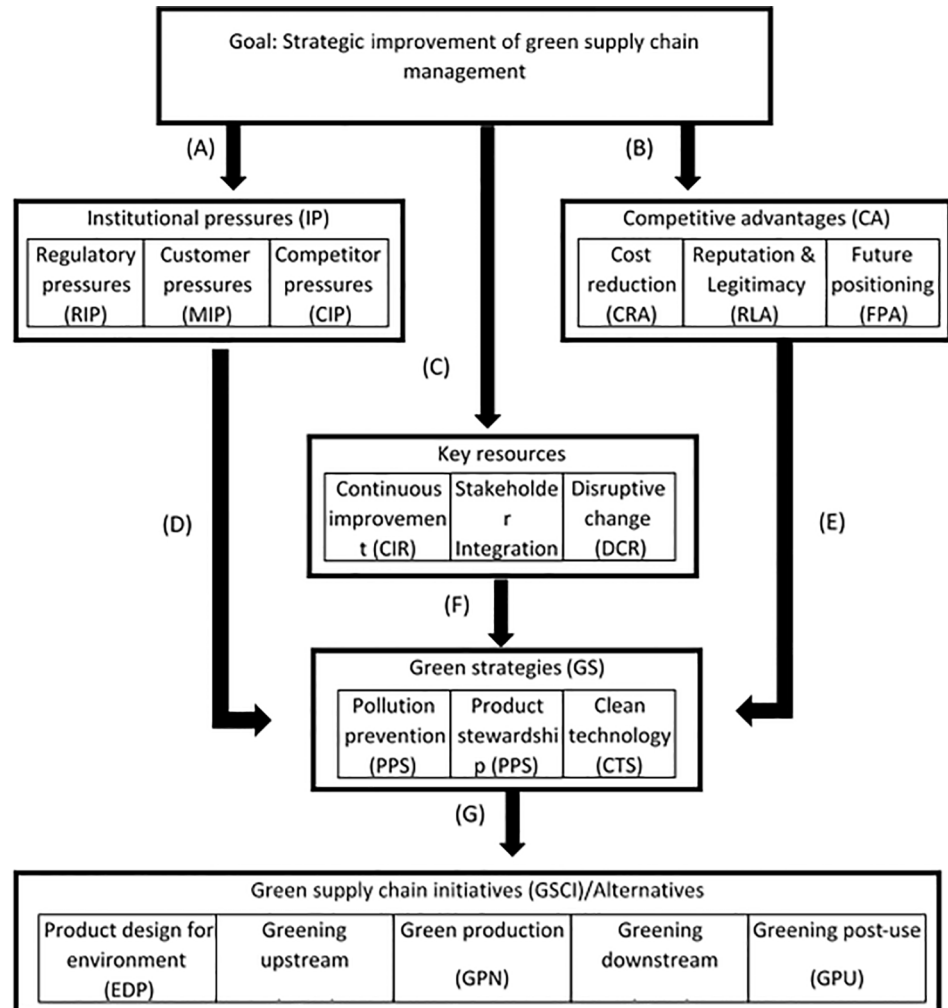 Goal: Strategic improvement of green supply chain
management
(A)
(B)
Institutional pressures (IP)
Regulatory
pressures
(RIP)
Customer
pressures
(MIP)
Competitor
pressures
(CIP)
Competitive advantages (CA)
Cost
reduction
(CRA)
Reputation &
Legitimacy
(RLA)
Future
positioning
(FPA)
(C)
Key resources
Continuous
improvemen
t (CIR)
Stakeholde
r
Integration
Disruptive
change
(DCR)
(D)
(E)
(F)
Green strategies (GS)
Pollution
prevention
(PPS)
Product
stewardshi
p (PPS)
Clean
technology
(CTS)
(G)
Green supply chain initiatives (GSCI)/Alternatives
Product design for
environment
(EDP)
Greening
upstream
Green production
(GPN)
Greening
downstream
Greening post-use
(GPU)